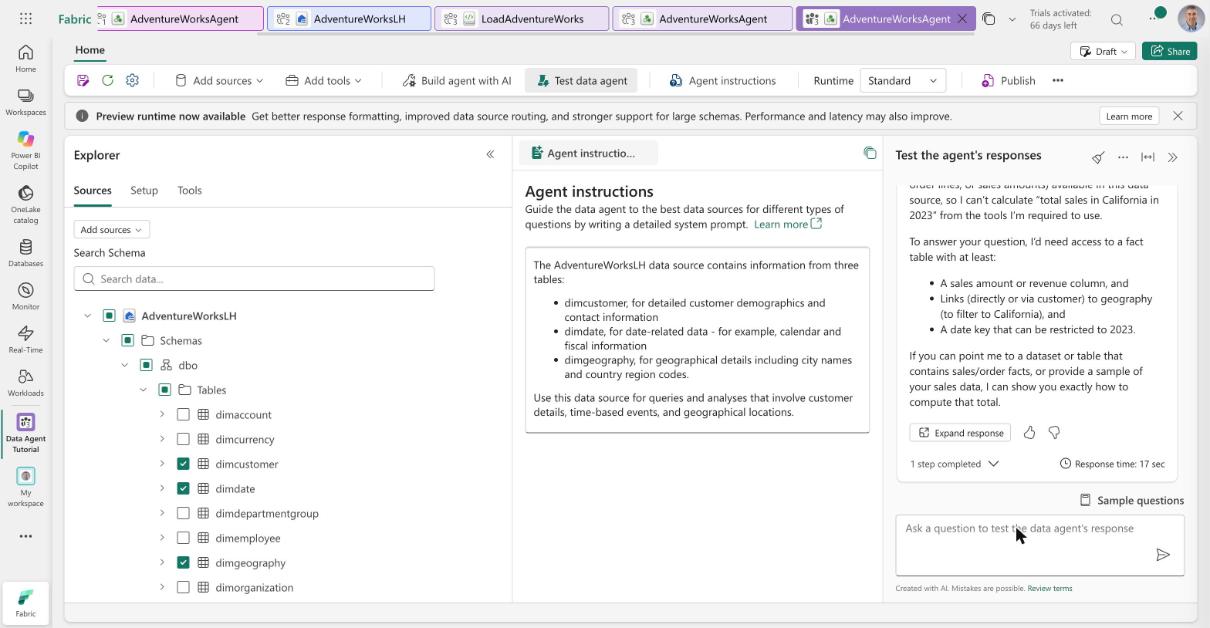 Fabric
AdventureWorksAgent
AdventureWorksLH
LoadAdventureWorks
AdventureWorksAgent
AdventureWorksAgent
Trials activated:
66 days left
Home
Draft
Share
Add sources
Add tools
Build agent with AI
Test data agent
Agent instructions
Runtime
Standard
Publish
Preview runtime now available Get better response formatting, improved data source routing, and stronger support for large schemas. Performance and latency may also improve.
Learn more
Home
Workspaces
Power BI
Copilot
OneLake
catalog
Databases
Monitor
Real-Time
Workloads
Data Agent
Tutorial
My
workspace
Fabric
Explorer
Sources
Setup
Tools
Add sources
Search Schema
Search data...
AdventureWorksLH
Schemas
dbo
Tables
dimaccount
dimcurrency
dimcustomer
dimdate
dimdepartmentgroup
dimemployee
dimgeography
dimorganization
Agent instructio...
Agent instructions
Guide the data agent to the best data sources for different types of
questions by writing a detailed system prompt. Learn more
The AdventureWorksLH data source contains information from three
tables:
• dimcustomer, for detailed customer demographics and
contact information
• dimdate, for date-related data - for example, calendar and
fiscal information
• dimgeography, for geographical details including city names
and country region codes.
Use this data source for queries and analyses that involve customer
details, time-based events, and geographical locations.
Test the agent's responses
order lines, or sales amounts) available in this data
source, so I can't calculate "total sales in California in
2023" from the tools I'm required to use.
To answer your question, I'd need access to a fact
table with at least:
• A sales amount or revenue column, and
• Links (directly or via customer) to geography
(to filter to California), and
• A date key that can be restricted to 2023.
If you can point me to a dataset or table that
contains sales/order facts, or provide a sample of
your sales data, I can show you exactly how to
compute that total.
Expand response
1 step completed
Response time: 17 sec
Sample questions
Ask a question to test the data agent's response
Created with AI. Mistakes are possible. Review terms